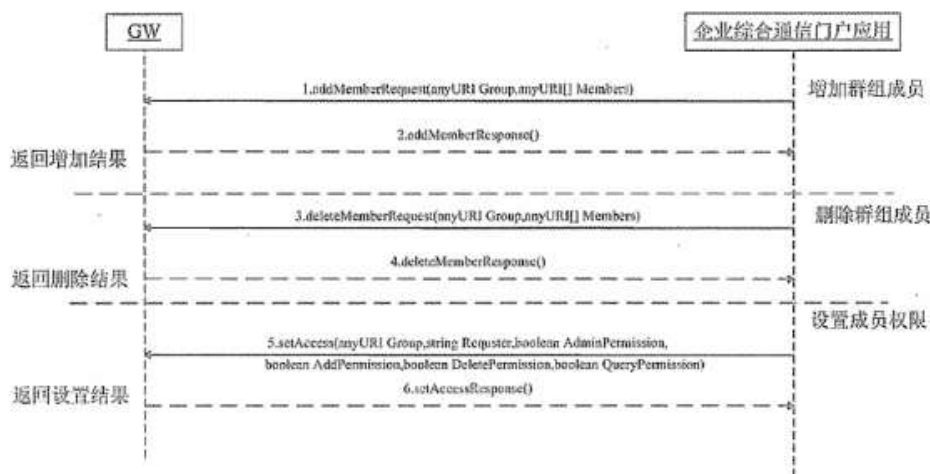 GW
企业综合通信门户应用
1.addMemberRequest(anyURI Group,anyURI[] Members)
增加群组成员
2.addMemberResponse()
返回增加结果
3.deleteMemberRequest(anyURI Group,anyURI[] Members)
删除群组成员
4.deleteMemberResponse()
返回删除结果
设置成员权限
5.setAccess(anyURI Group,string Requster,boolean AdminPermission,
boolean AddPermission,boolean DeletePermission,boolean QueryPermission)
6.setAccessResponse()
返回设置结果